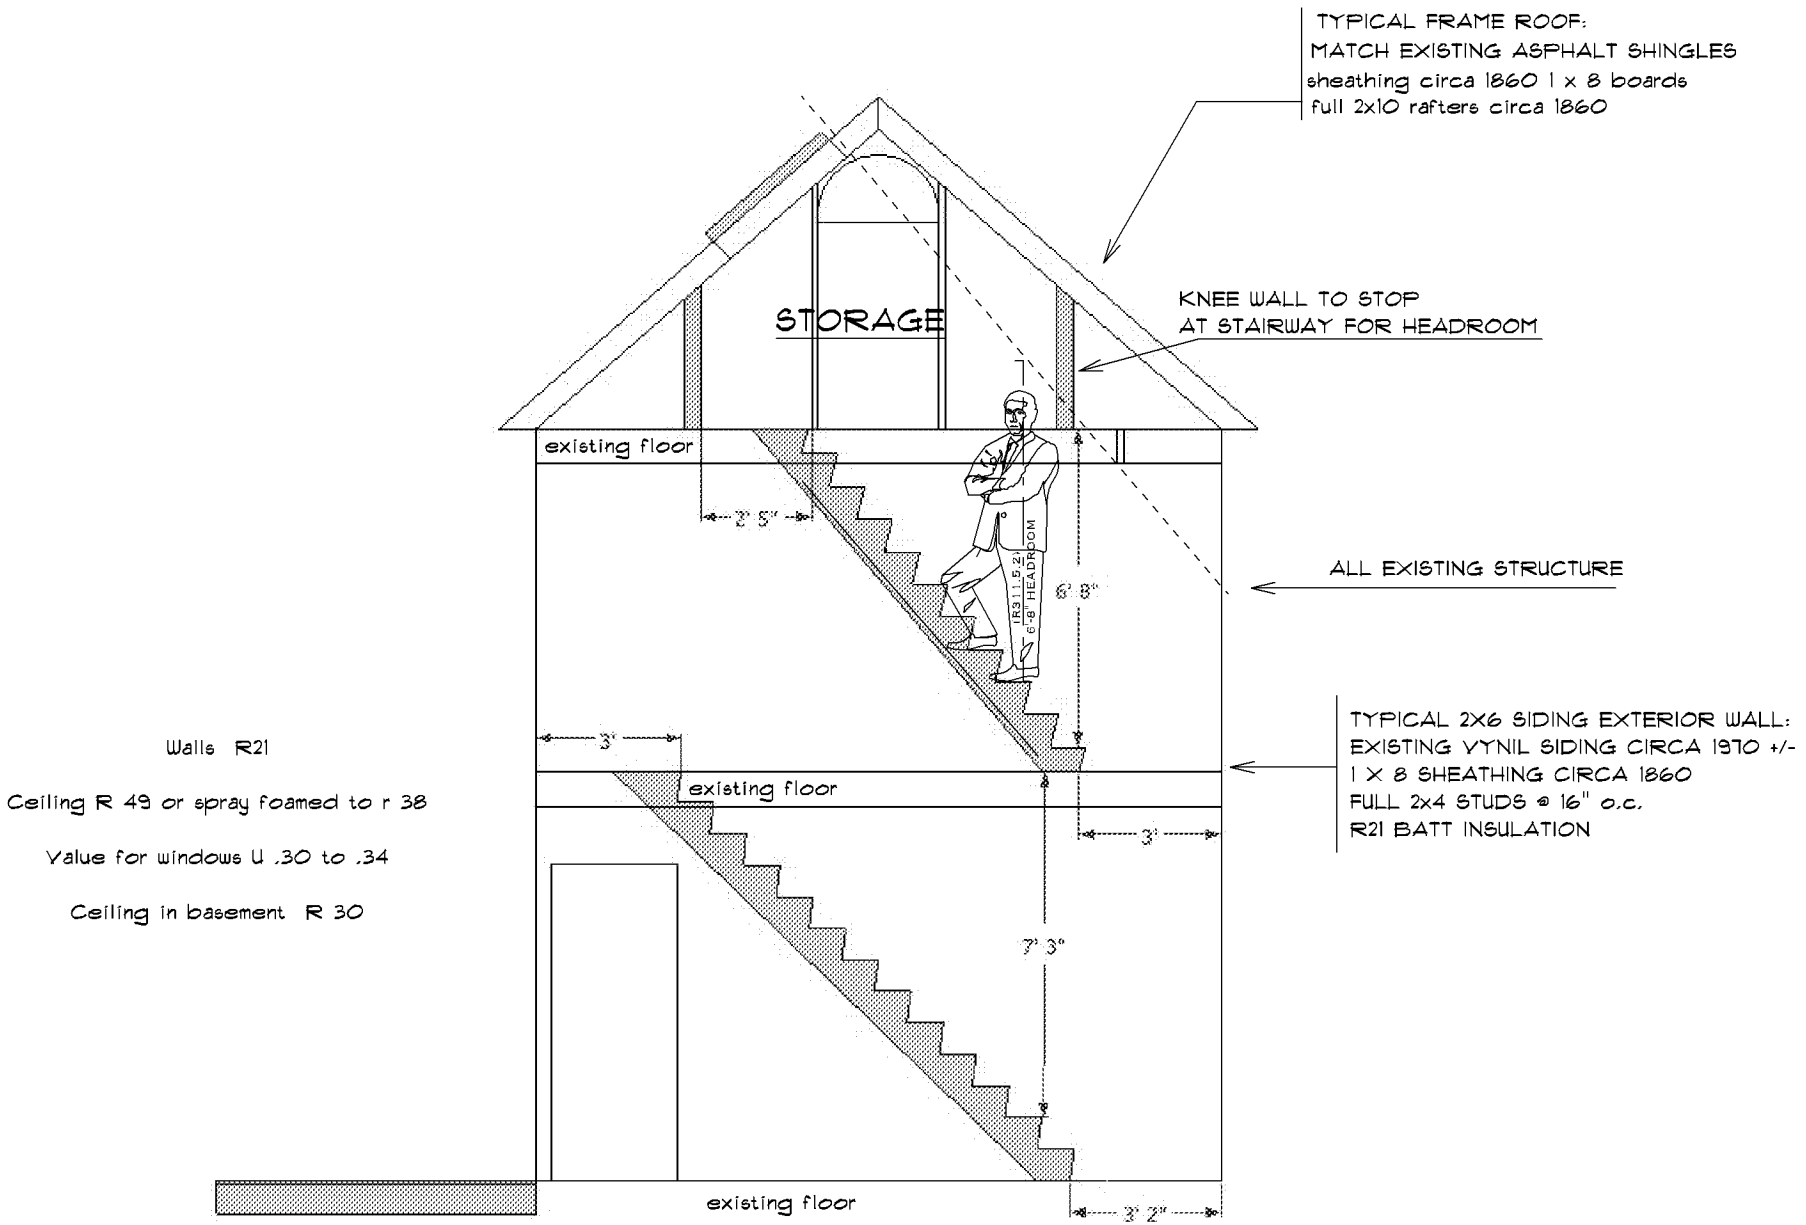 TYPICAL FRAME ROOF:
MATCH EXISTING ASPHALT SHINGLES
sheathing circa 1860 1 x 8 boards
full 2x10 rafters circa 1860
KNEE WALL TO STOP
AT STAIRWAY FOR HEADROOM
STORAGE
existing floor
2' 5"
(R311.5.2)
6'-8" HEADROOM
6' 8"
ALL EXISTING STRUCTURE
TYPICAL 2X6 SIDING EXTERIOR WALL:
EXISTING VYNIL SIDING CIRCA 1970 +/-
1 X 8 SHEATHING CIRCA 1860
FULL 2x4 STUDS @ 16" o.c.
R21 BATT INSULATION
3'
existing floor
3'
Walls R21
Ceiling R 49 or spray foamed to r 38
Value for windows U .30 to .34
Ceiling in basement R 30
7' 3"
existing floor
3' 2"